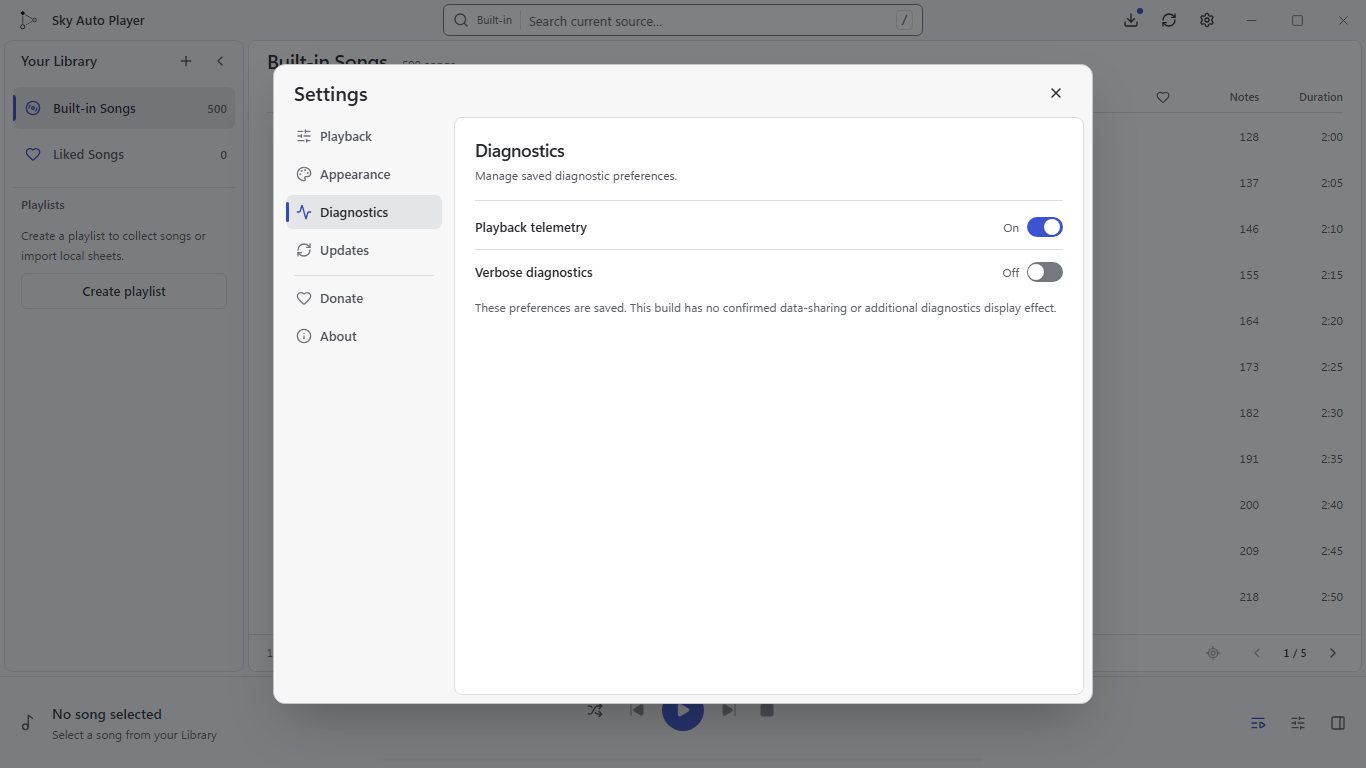 Sky Auto Player
Built-in
Search current source...
/
Your Library
Built-in Songs
500
Liked Songs
0
Playlists
Create a playlist to collect songs or
import local sheets.
Create playlist
Built-in Songs
500 songs
Notes
Duration
128
2:00
137
2:05
146
2:10
155
2:15
164
2:20
173
2:25
182
2:30
191
2:35
200
2:40
209
2:45
218
2:50
1 / 5
Settings
Playback
Appearance
Diagnostics
Updates
Donate
About
Diagnostics
Manage saved diagnostic preferences.
Playback telemetry
On
Verbose diagnostics
Off
These preferences are saved. This build has no confirmed data-sharing or additional diagnostics display effect.
No song selected
Select a song from your Library